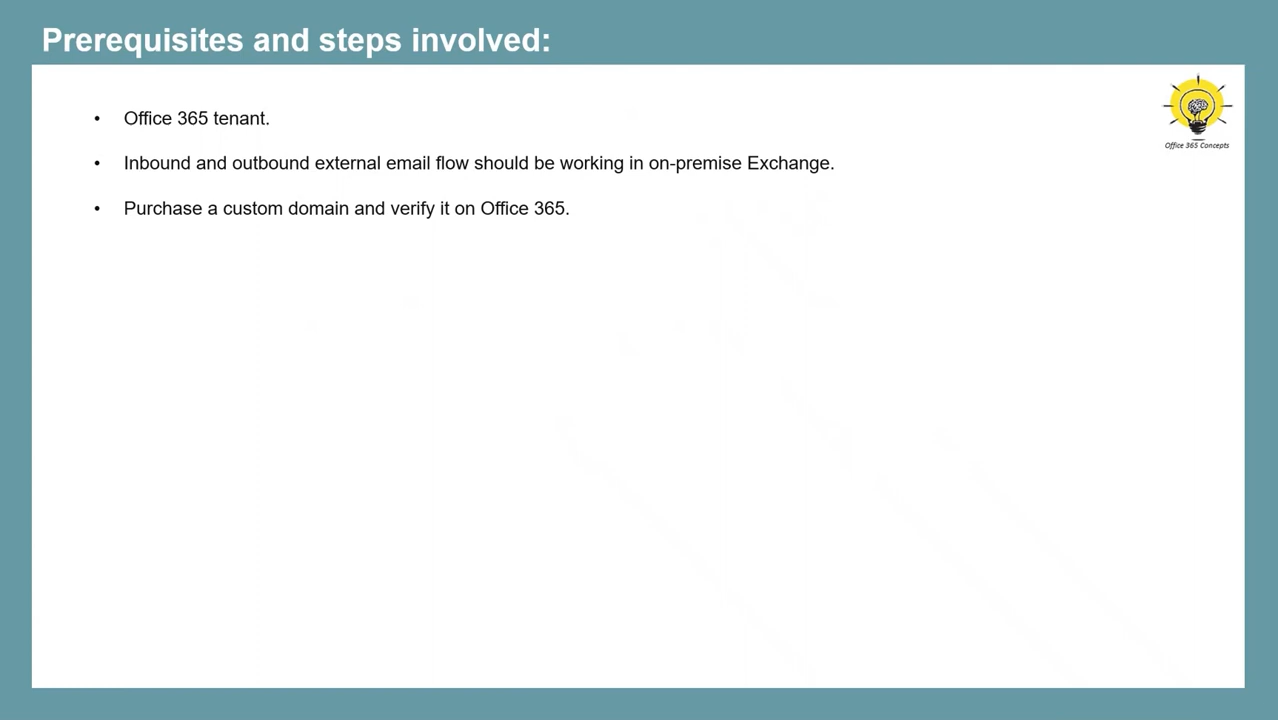 Prerequisites and steps involved:
Office 365 Concepts
• Office 365 tenant.
• Inbound and outbound external email flow should be working in on-premise Exchange.
• Purchase a custom domain and verify it on Office 365.